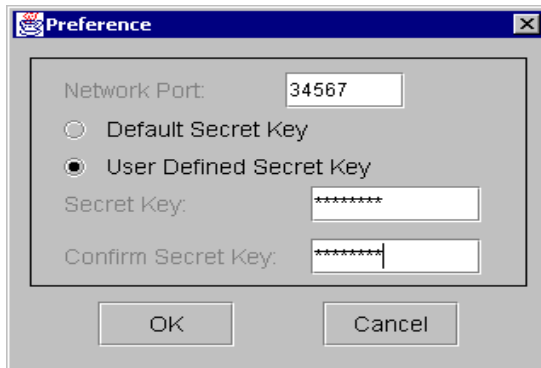 Preference
Network Port: 34567
Default Secret Key
User Defined Secret Key
Secret Key: ********
Confirm Secret Key: ********
OK Cancel